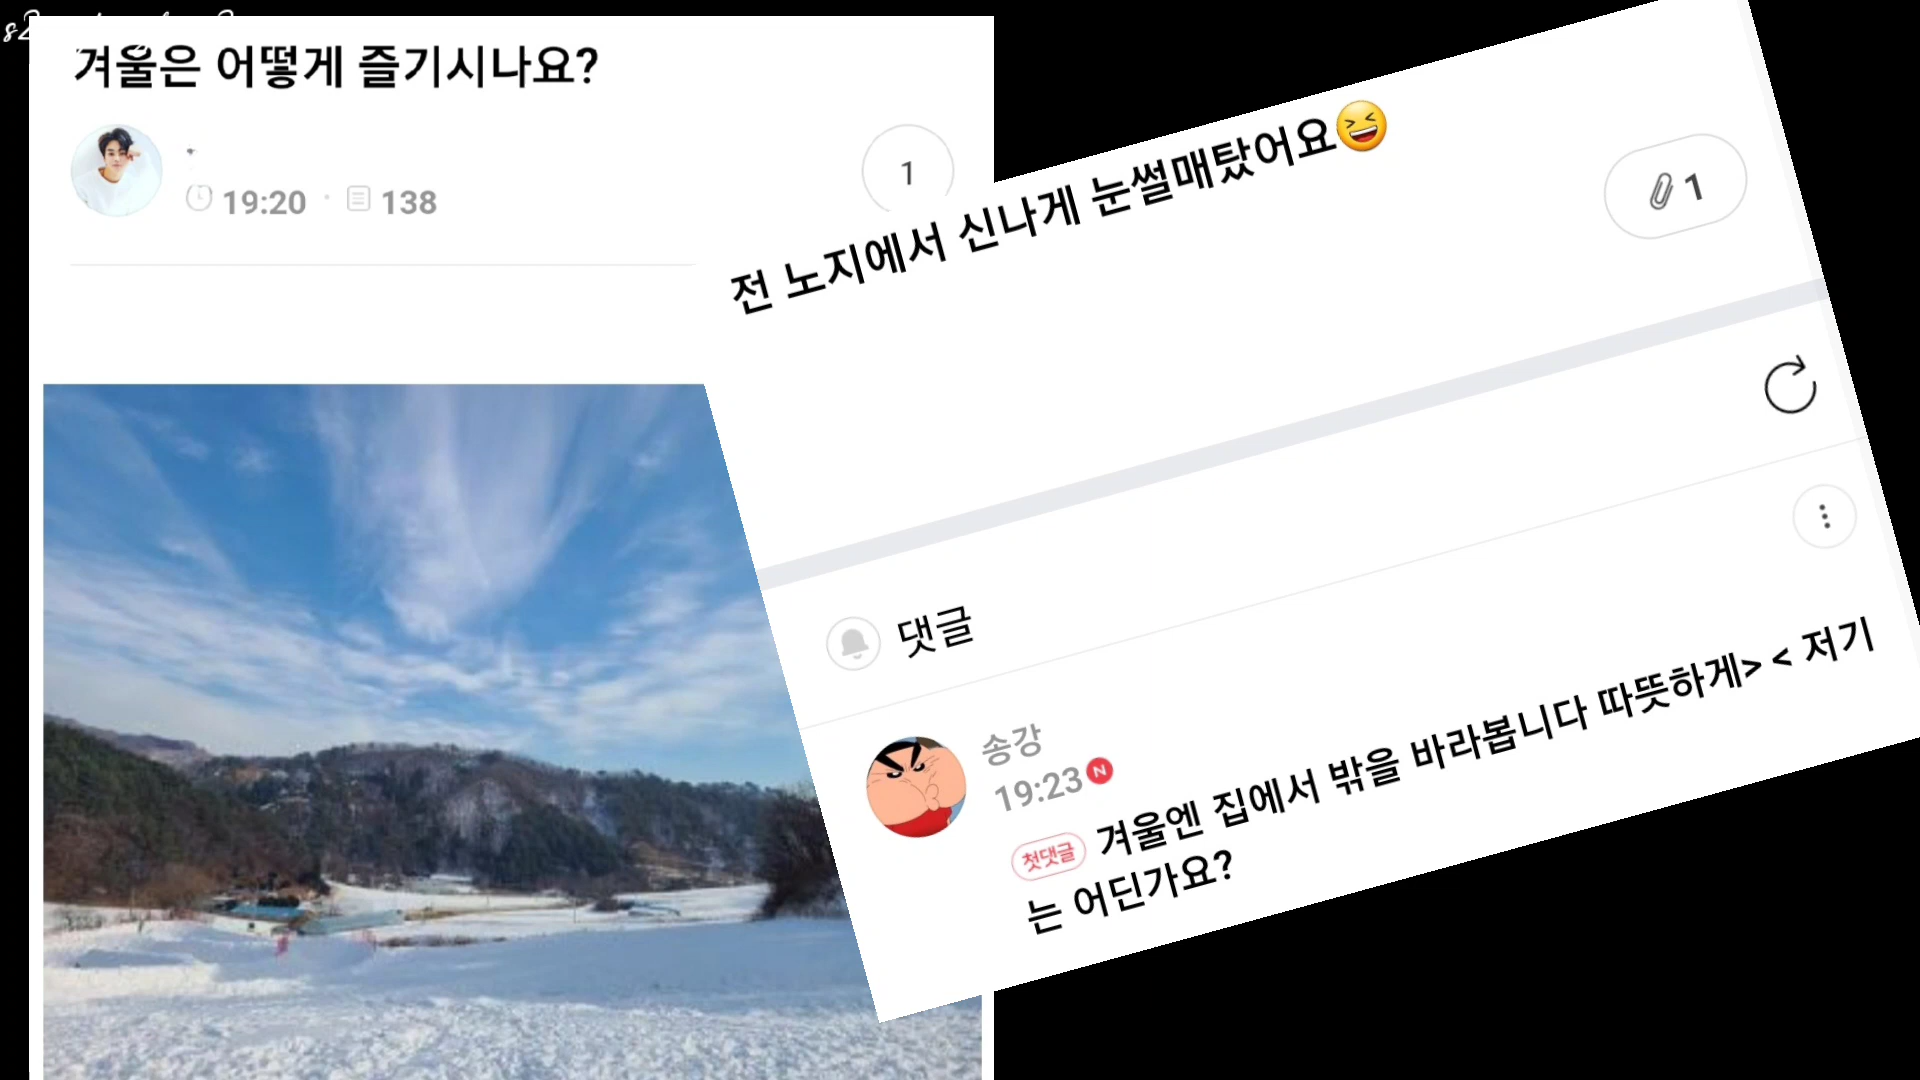 겨울은 어떻게 즐기시나요?
1
19:20 · 138
전 노지에서 신나게 눈썰매탔어요😆
1
댓글
송강
19:23 N
첫댓글 겨울엔 집에서 밖을 바라봅니다 따뜻하게> < 저기
는 어딘가요?